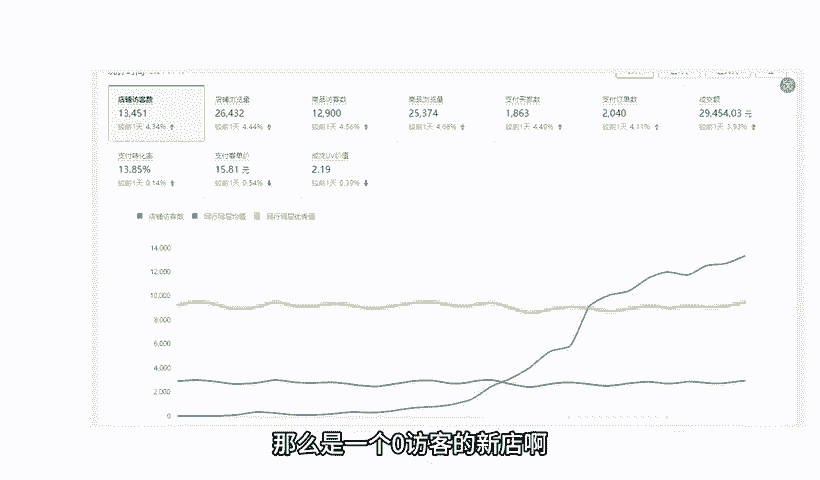 店铺访客数 店铺浏览量 商品访客数 商品浏览量 支付买家数 支付订单数 成交额
13,451 26,432 12,900 25,374 1,863 2,040 29,454.03 元
较前1天 4.34% 较前1天 4.44% 较前1天 4.56% 较前1天 4.68% 较前1天 4.40% 较前1天 4.11% 较前1天 3.93%
支付转化率 支付客单价 成交UV价值
13.85% 15.81 元 2.19
较前1天 0.14% 较前1天 0.54% 较前1天 0.39%
店铺访客数 同行同层均值 同行同层优秀值
14,000
12,000
10,000
8,000
6,000
4,000
2,000
0
那么是一个0访客的新店啊